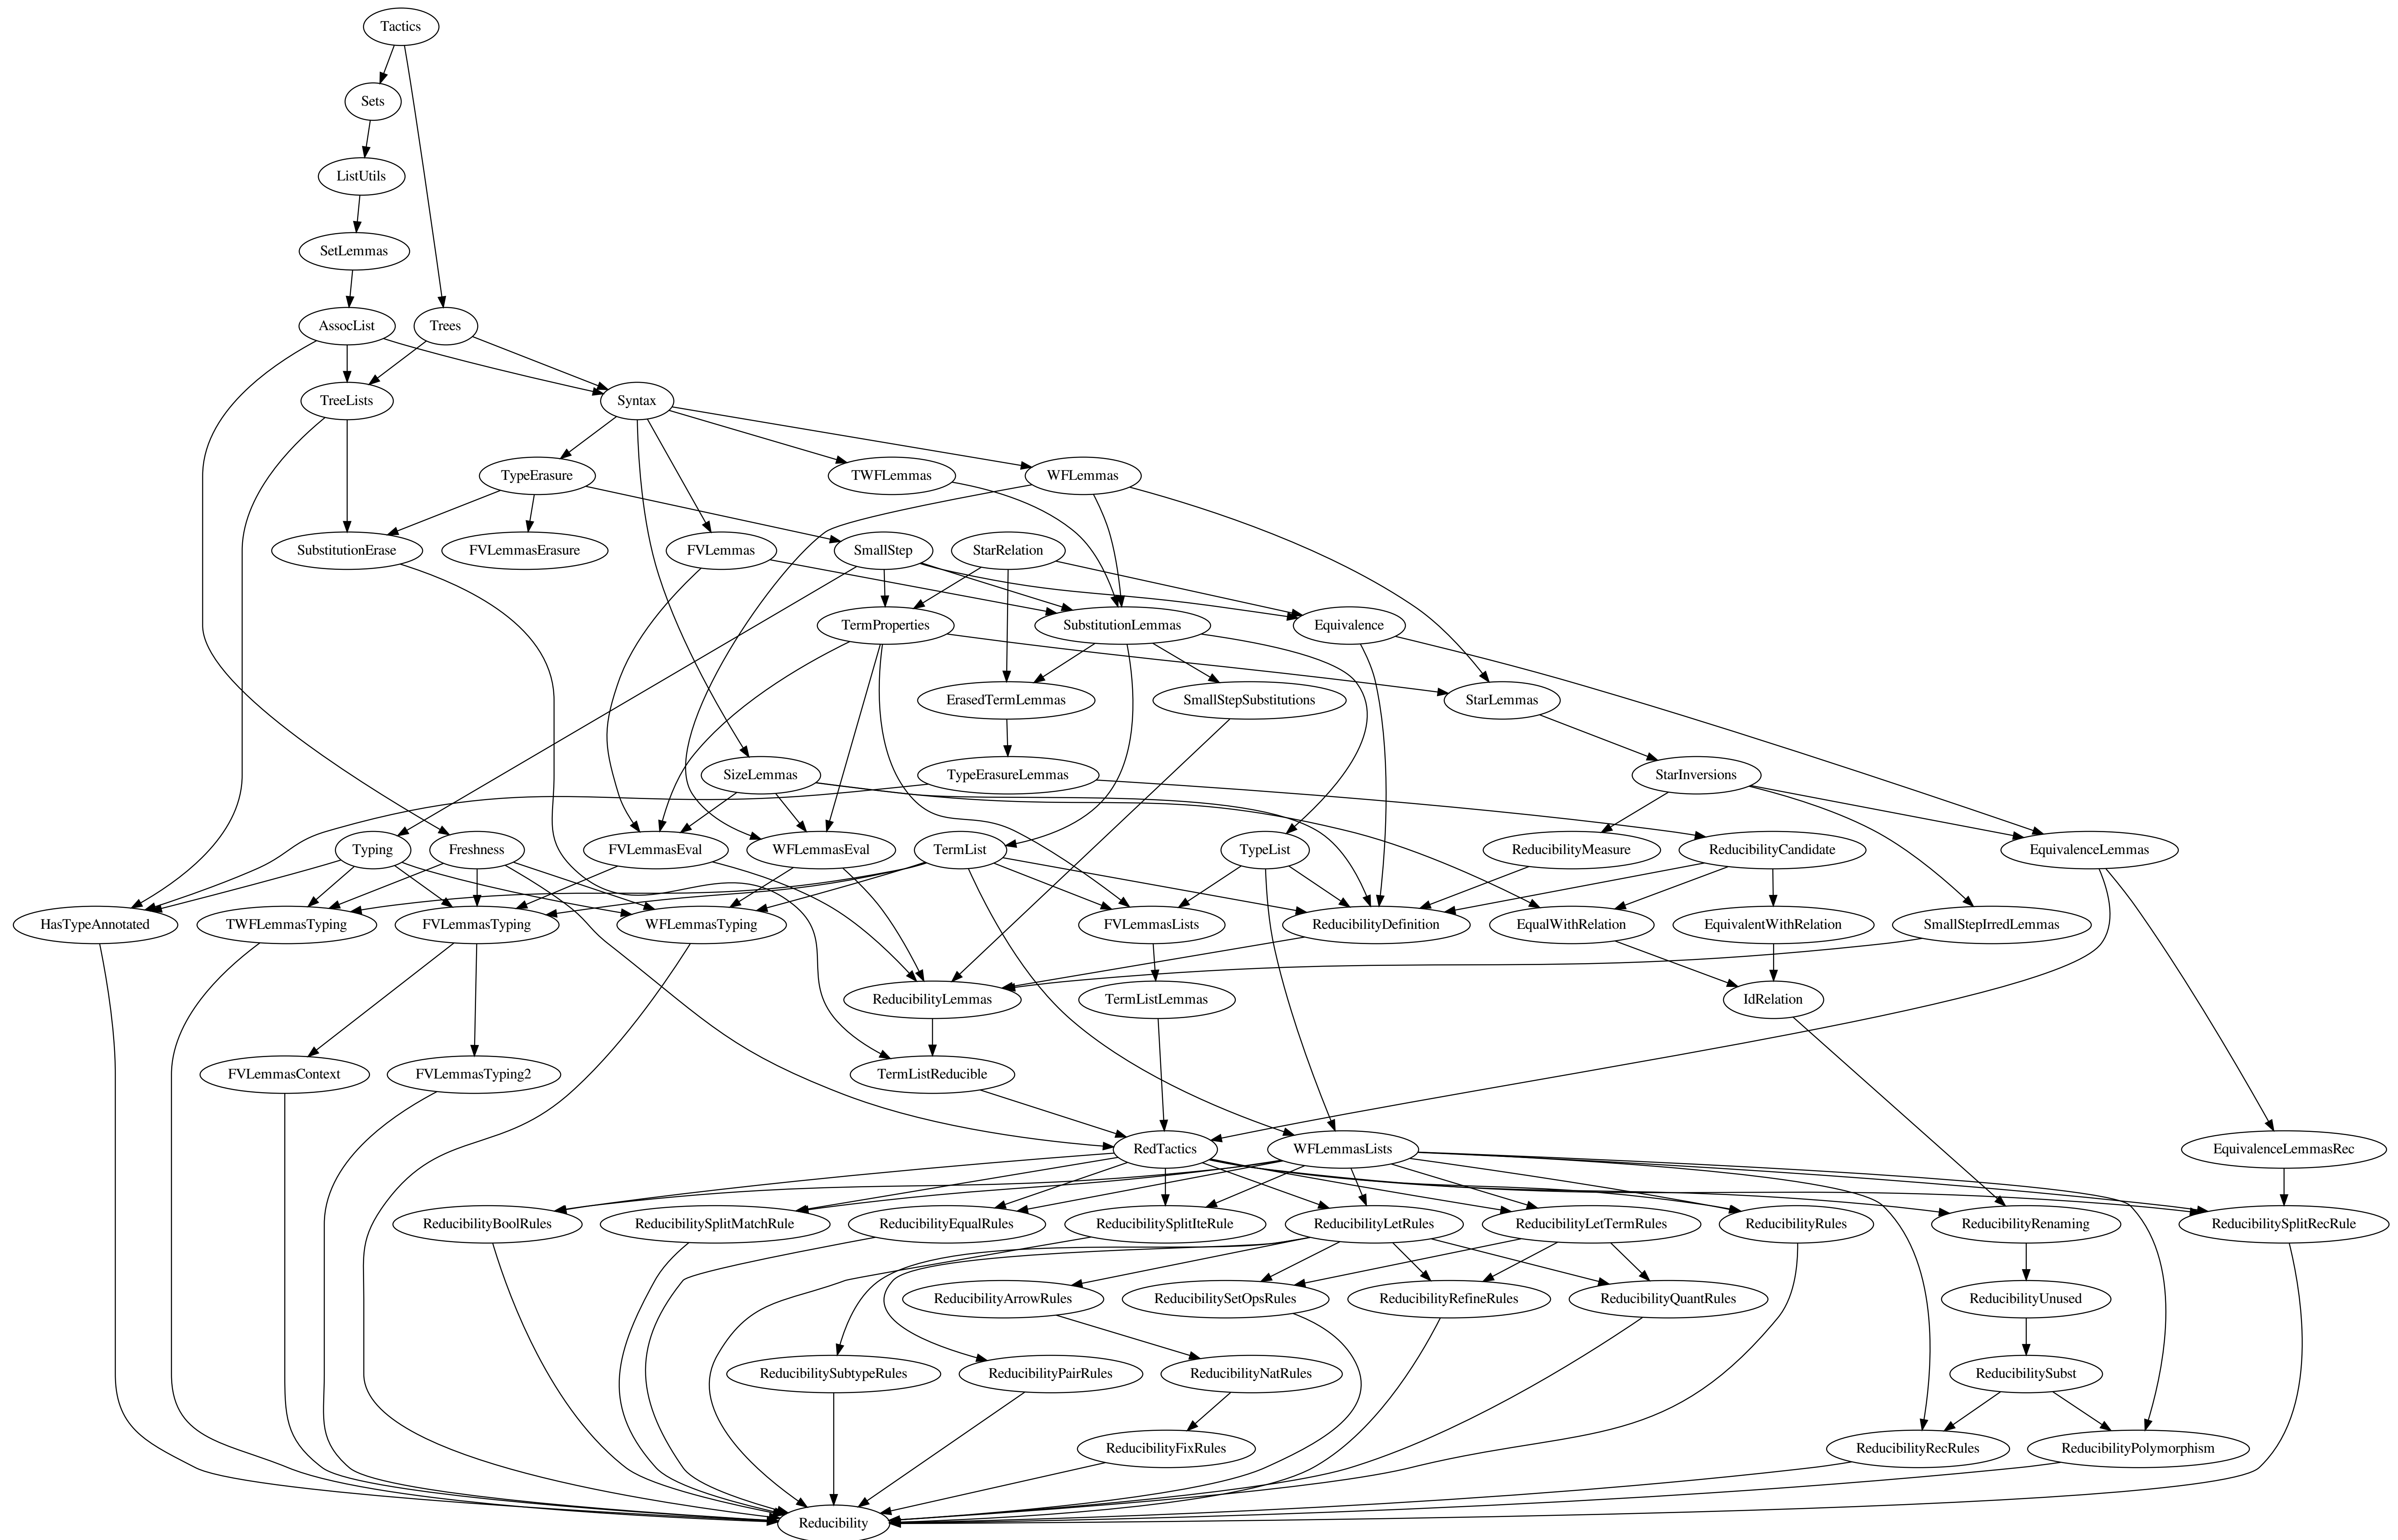 Tactics
Sets
ListUtils
SetLemmas
AssocList
Trees
TreeLists
Syntax
TypeErasure
TWFLemmas
WFLemmas
SubstitutionErase
FVLemmasErasure
FVLemmas
SmallStep
StarRelation
TermProperties
SubstitutionLemmas
Equivalence
ErasedTermLemmas
SmallStepSubstitutions
StarLemmas
SizeLemmas
TypeErasureLemmas
StarInversions
Typing
Freshness
FVLemmasEval
WFLemmasEval
TermList
TypeList
ReducibilityMeasure
ReducibilityCandidate
EquivalenceLemmas
HasTypeAnnotated
TWFLemmasTyping
FVLemmasTyping
WFLemmasTyping
FVLemmasLists
ReducibilityDefinition
EqualWithRelation
EquivalentWithRelation
SmallStepIrredLemmas
ReducibilityLemmas
TermListLemmas
IdRelation
FVLemmasContext
FVLemmasTyping2
TermListReducible
RedTactics
WFLemmasLists
EquivalenceLemmasRec
ReducibilityBoolRules
ReducibilitySplitMatchRule
ReducibilityEqualRules
ReducibilitySplitIteRule
ReducibilityLetRules
ReducibilityLetTermRules
ReducibilityRules
ReducibilityRenaming
ReducibilitySplitRecRule
ReducibilityArrowRules
ReducibilitySetOpsRules
ReducibilityRefineRules
ReducibilityQuantRules
ReducibilityUnused
ReducibilitySubtypeRules
ReducibilityPairRules
ReducibilityNatRules
ReducibilitySubst
ReducibilityFixRules
ReducibilityRecRules
ReducibilityPolymorphism
Reducibility